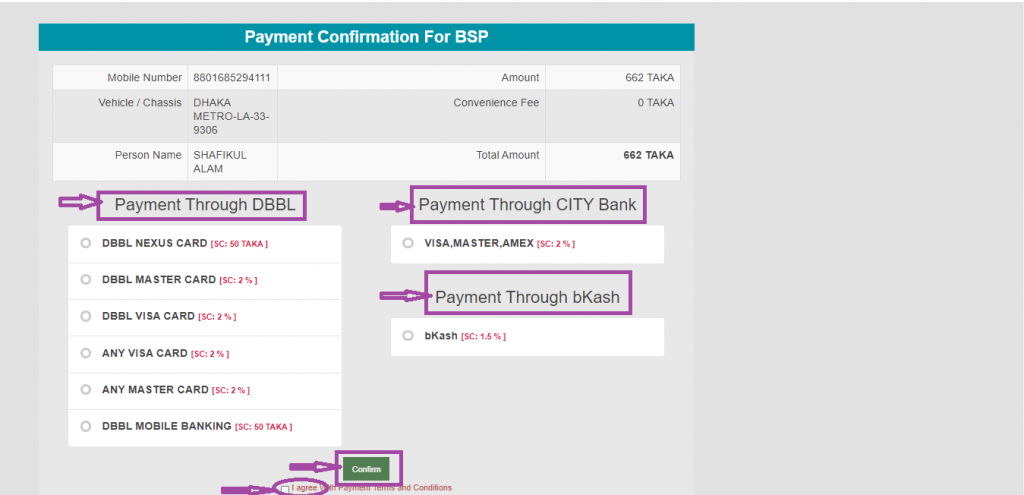 Payment Confirmation For BSP
Mobile Number 8801685294111 Amount 662 TAKA
Vehicle / Chassis DHAKA Convenience Fee 0 TAKA
METRO-LA-33-
9306
Person Name SHAFIKUL Total Amount 662 TAKA
ALAM
Payment Through DBBL
DBBL NEXUS CARD [SC: 50 TAKA ]
DBBL MASTER CARD [SC: 2 % ]
DBBL VISA CARD [SC: 2 % ]
ANY VISA CARD [SC: 2 % ]
ANY MASTER CARD [SC: 2 % ]
DBBL MOBILE BANKING [SC: 50 TAKA ]
Payment Through CITY Bank
VISA,MASTER,AMEX [SC: 2 % ]
Payment Through bKash
bKash [SC: 1.5 % ]
Confirm
I agree with Payment Terms and Conditions